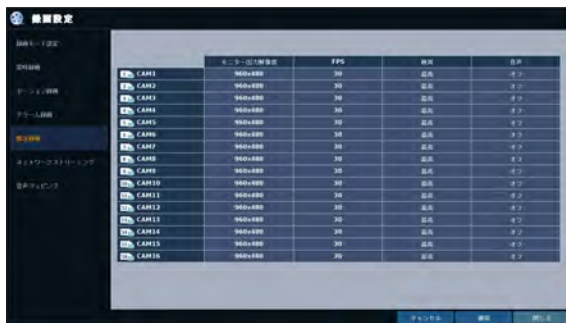 録画設定
録画モード設定
定時録画
モーション録画
アラーム録画
緊急録画
ネットワークストリーミング
音声マッピング
モニター出力解像度 FPS 画質 音声
CAM1 960x480 30 最高 オフ
CAM2 960x480 30 最高 オフ
CAM3 960x480 30 最高 オフ
CAM4 960x480 30 最高 オフ
CAM5 960x480 30 最高 オフ
CAM6 960x480 30 最高 オフ
CAM7 960x480 30 最高 オフ
CAM8 960x480 30 最高 オフ
CAM9 960x480 30 最高 オフ
CAM10 960x480 30 最高 オフ
CAM11 960x480 30 最高 オフ
CAM12 960x480 30 最高 オフ
CAM13 960x480 30 最高 オフ
CAM14 960x480 30 最高 オフ
CAM15 960x480 30 最高 オフ
CAM16 960x480 30 最高 オフ
キャンセル 適用 閉じる